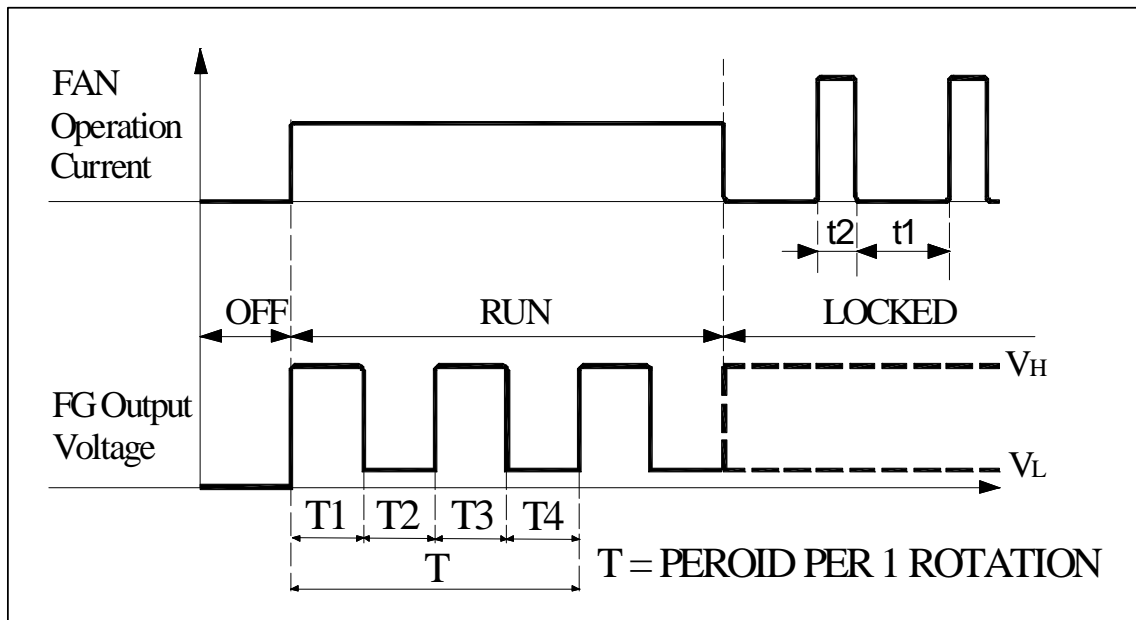 FAN
Operation
Current
t2
t1
OFF
RUN
LOCKED
VH
FG Output
Voltage
VL
T1
T2
T3
T4
T
T = PEROID PER 1 ROTATION